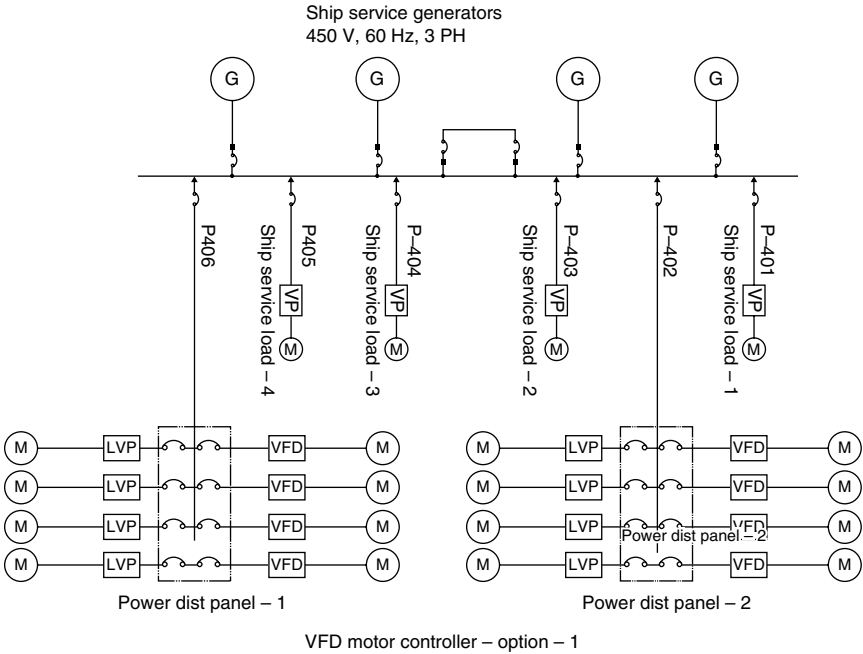 Ship service generators
450 V, 60 Hz, 3 PH
G
G
G
G
P406
P405
Ship service load – 4
P–404
Ship service load – 3
P–403
Ship service load – 2
P–402
P–401
Ship service load – 1
VP
VP
VP
VP
M
M
M
M
M LVP VFD M
M LVP VFD M
M LVP VFD M
M LVP VFD M
Power dist panel – 1
M LVP VFD M
M LVP VFD M
M LVP VFD M
Power dist panel – 2
M LVP VFD M
Power dist panel – 2
VFD motor controller – option – 1